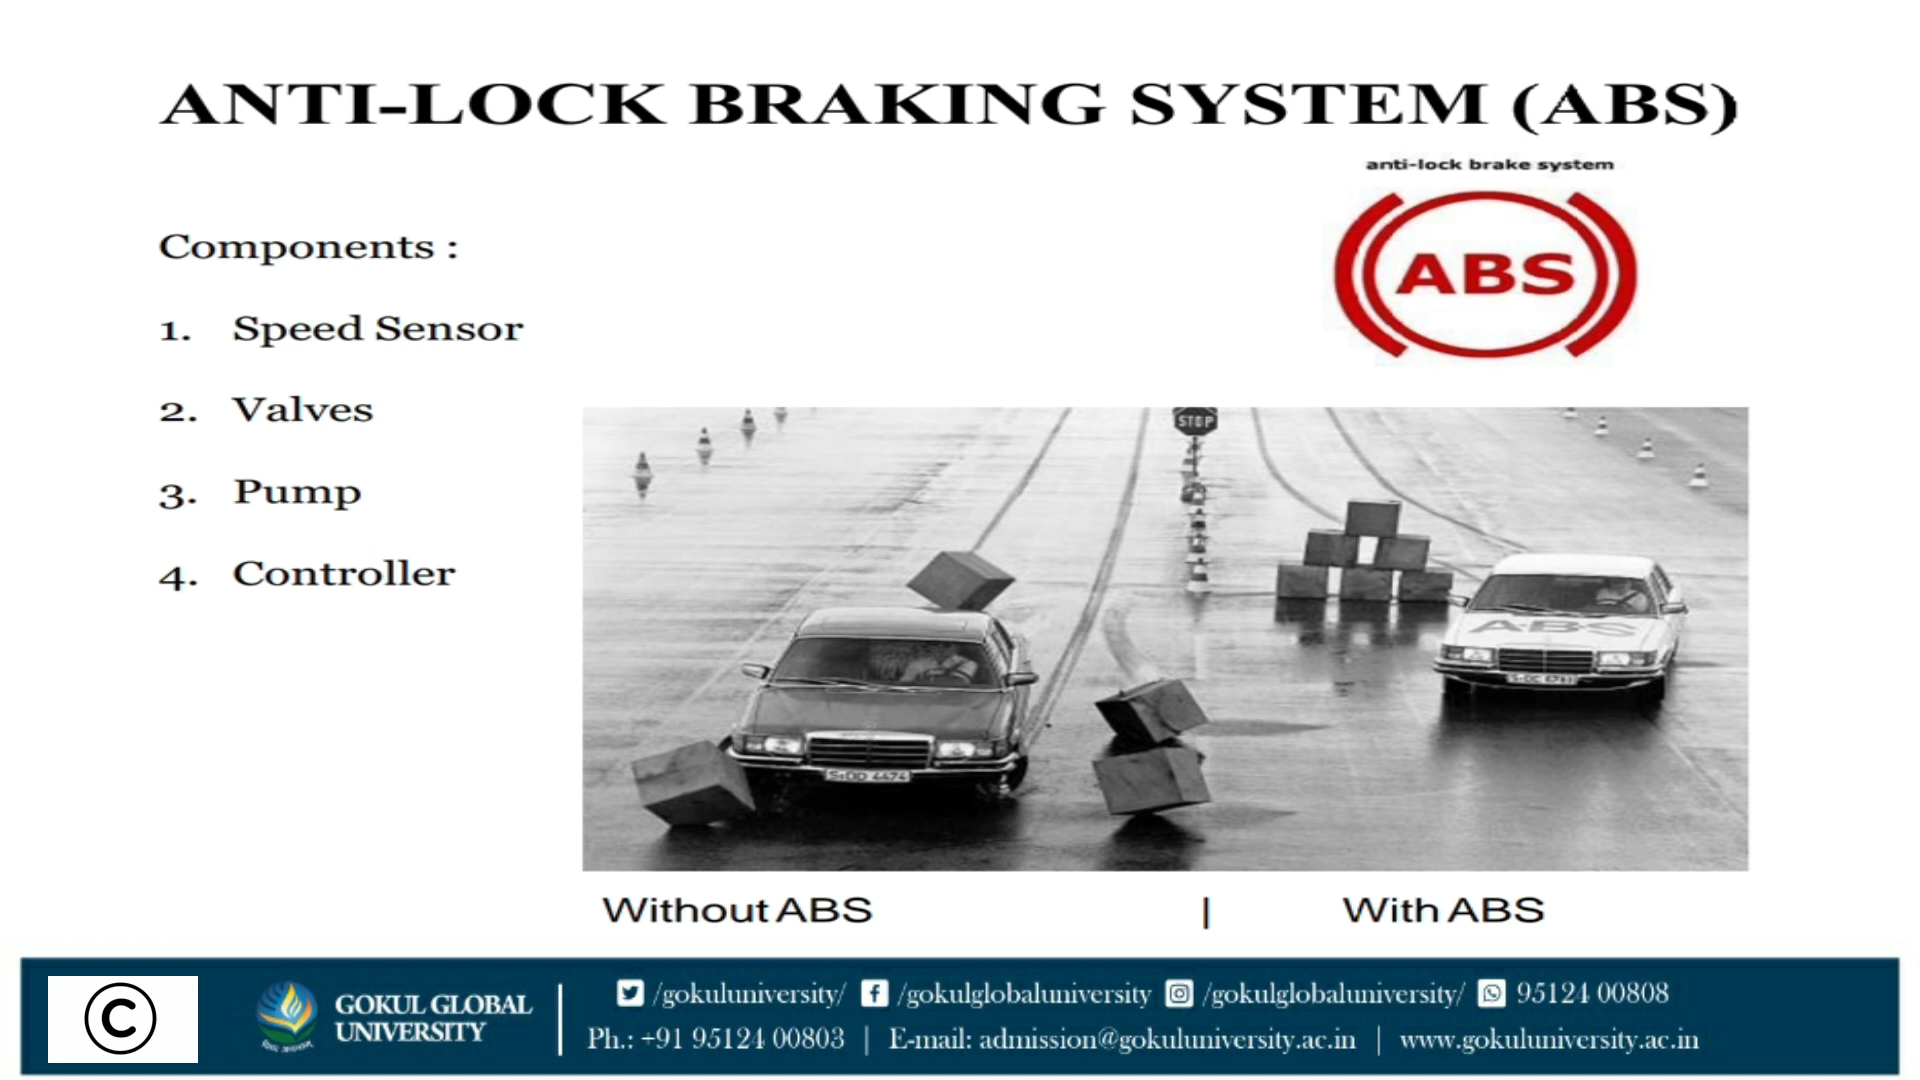 ANTI-LOCK BRAKING SYSTEM (ABS)
anti-lock brake system
ABS
Components :
1. Speed Sensor
2. Valves
3. Pump
4. Controller
STOP
ABS
Without ABS | With ABS
©
GOKUL GLOBAL
UNIVERSITY
/gokuluniversity/ /gokulglobaluniversity /gokulglobaluniversity/ 95124 00808
Ph.: +91 95124 00803 | E-mail: admission@gokuluniversity.ac.in | www.gokuluniversity.ac.in